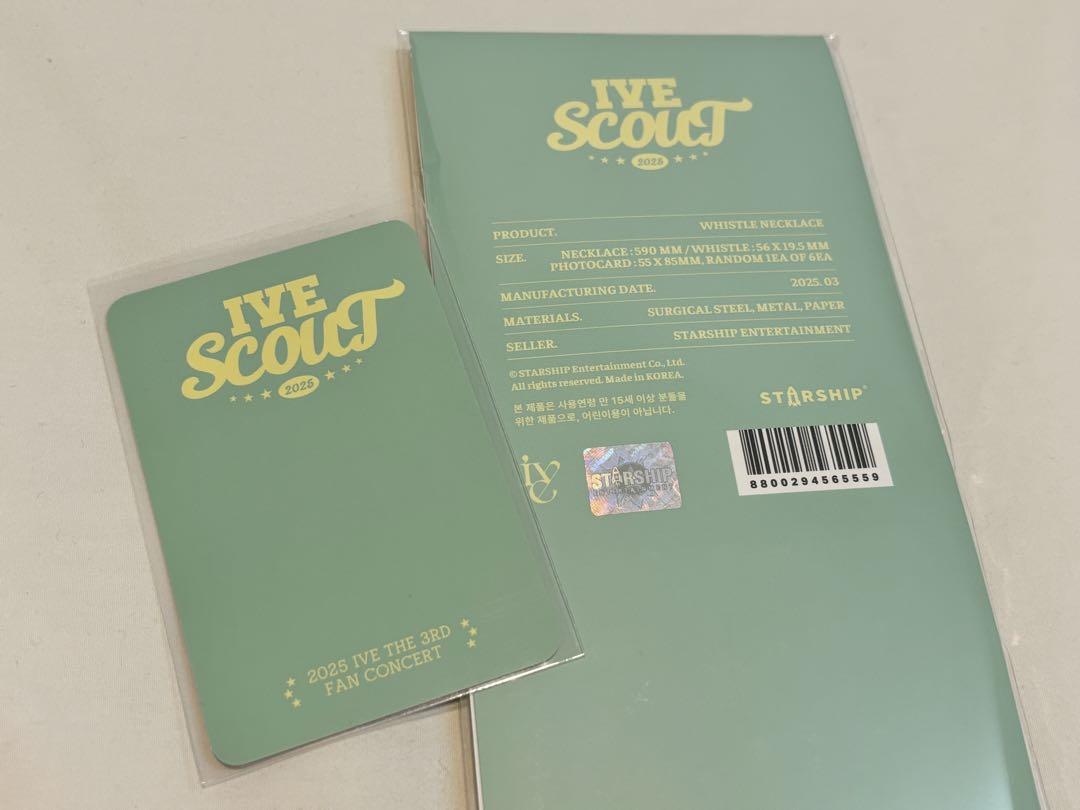 IVE
SCOUT
2025
2025 IVE THE 3RD
FAN CONCERT
IVE
SCOUT
2025
PRODUCT. WHISTLE NECKLACE
SIZE. NECKLACE : 590 MM / WHISTLE : 56 X 19.5 MM
PHOTOCARD : 55 X 85MM, RANDOM 1EA OF 6EA
MANUFACTURING DATE. 2025. 03
MATERIALS. SURGICAL STEEL, METAL, PAPER
SELLER. STARSHIP ENTERTAINMENT
© STARSHIP Entertainment Co., Ltd.
All rights reserved. Made in KOREA.
본 제품은 사용연령 만 15세 이상 분들을
위한 제품으로, 어린이용이 아닙니다.
STARSHIP®
ive
STARSHIP
ENTERTAINMENT
8800294565559